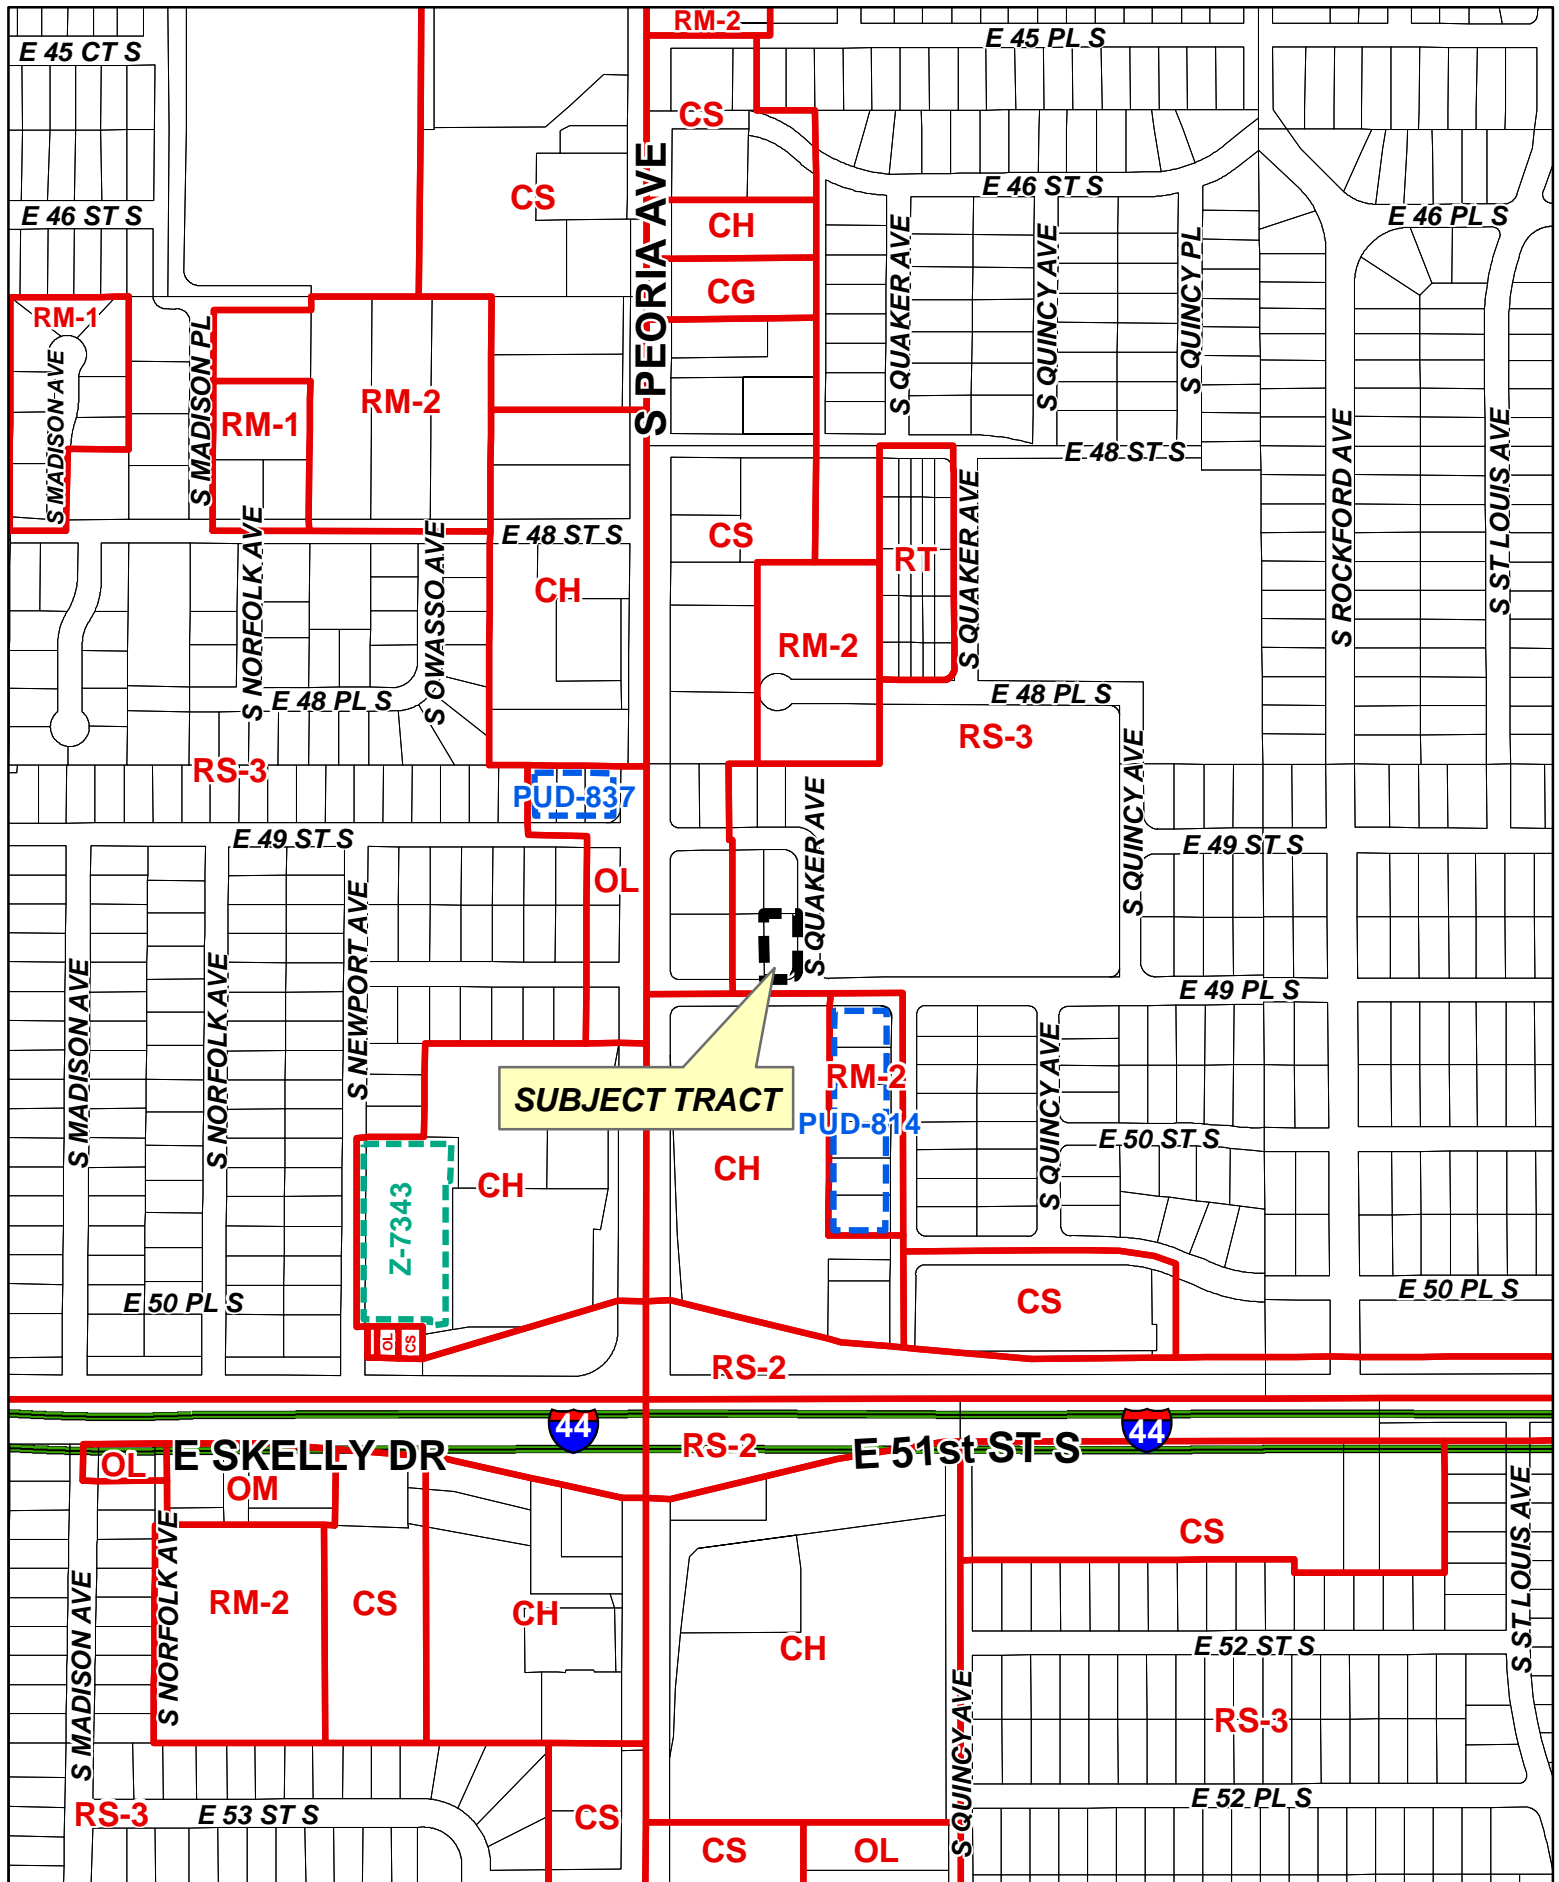 RM-2
E 45 PL S
E 45 CT S
CS
S PEORIA AVE
CS
E 46 ST S
E 46 ST S
E 46 PL S
CH
S QUAKER AVE
S QUINCY AVE
S QUINCY PL
CG
RM-1
S MADISON AVE
S MADISON PL
RM-2
RM-1
E 48 ST S
S ROCKFORD AVE
S ST LOUIS AVE
E 48 ST S
CS
RT
S QUAKER AVE
CH
S NORFOLK AVE
S OWASSO AVE
RM-2
E 48 PL S
E 48 PL S
RS-3
RS-3
PUD-837
S QUAKER AVE
S QUINCY AVE
E 49 ST S
E 49 ST S
OL
S MADISON AVE
S NORFOLK AVE
S NEWPORT AVE
E 49 PL S
SUBJECT TRACT
RM-2
PUD-814
S QUINCY AVE
E 50 ST S
CH
CH
Z-7343
E 50 PL S
CS
E 50 PL S
OL
CS
RS-2
44
44
RS-2
E 51st ST S
E SKELLY DR
OL
OM
CS
S MADISON AVE
S NORFOLK AVE
RM-2
CS
CH
CH
S ST LOUIS AVE
E 52 ST S
S QUINCY AVE
RS-3
E 52 PL S
RS-3
E 53 ST S
CS
CS
OL